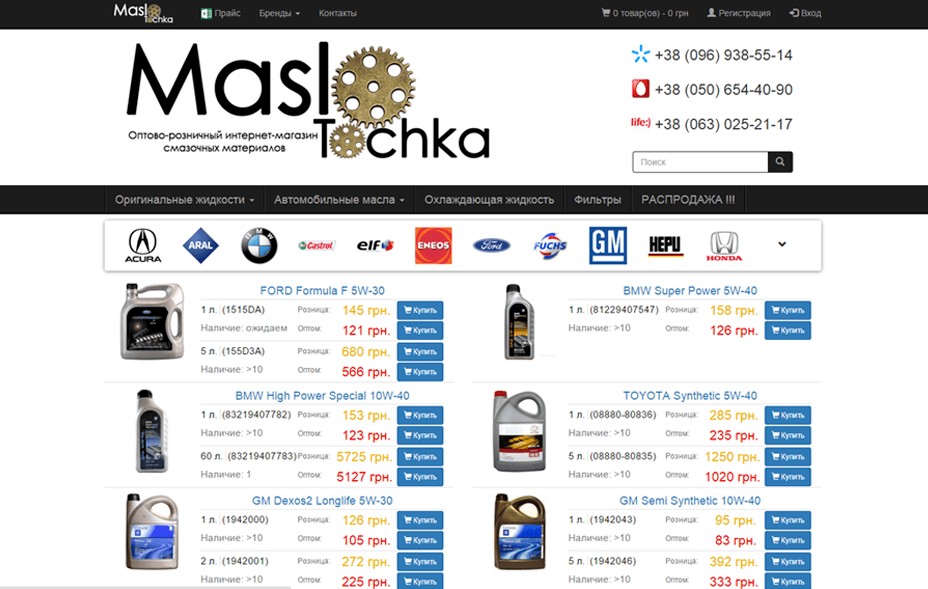 Maslo Tochka
Прайс
Бренды
Контакты
0 товар(ов) - 0 грн
Регистрация
Вход
Maslo
Tochka
Оптово-розничный интернет-магазин
смазочных материалов
+38 (096) 938-55-14
+38 (050) 654-40-90
life:) +38 (063) 025-21-17
Поиск
Оригинальные жидкости
Автомобильные масла
Охлаждающая жидкость
Фильтры
РАСПРОДАЖА !!!
ACURA
ARAL
BMW
Castrol
elf
ENEOS
Ford
FUCHS
GM
HEPU
HONDA
FORD Formula F 5W-30
1 л. (1515DA) Розница: 145 грн. Купить
Наличие: ожидаем Оптом: 121 грн. Купить
5 л. (155D3A) Розница: 680 грн. Купить
Наличие: >10 Оптом: 566 грн. Купить
BMW Super Power 5W-40
1 л. (81229407547) Розница: 158 грн. Купить
Наличие: >10 Оптом: 126 грн. Купить
BMW High Power Special 10W-40
1 л. (83219407782) Розница: 153 грн. Купить
Наличие: >10 Оптом: 123 грн. Купить
60 л. (83219407783) Розница: 5725 грн. Купить
Наличие: 1 Оптом: 5127 грн. Купить
TOYOTA Synthetic 5W-40
1 л. (08880-80836) Розница: 285 грн. Купить
Наличие: >10 Оптом: 235 грн. Купить
5 л. (08880-80835) Розница: 1250 грн. Купить
Наличие: >10 Оптом: 1020 грн. Купить
GM Dexos2 Longlife 5W-30
1 л. (1942000) Розница: 126 грн. Купить
Наличие: >10 Оптом: 105 грн. Купить
2 л. (1942001) Розница: 272 грн. Купить
Наличие: >10 Оптом: 225 грн. Купить
GM Semi Synthetic 10W-40
1 л. (1942043) Розница: 95 грн. Купить
Наличие: >10 Оптом: 83 грн. Купить
5 л. (1942046) Розница: 392 грн. Купить
Наличие: >10 Оптом: 333 грн. Купить